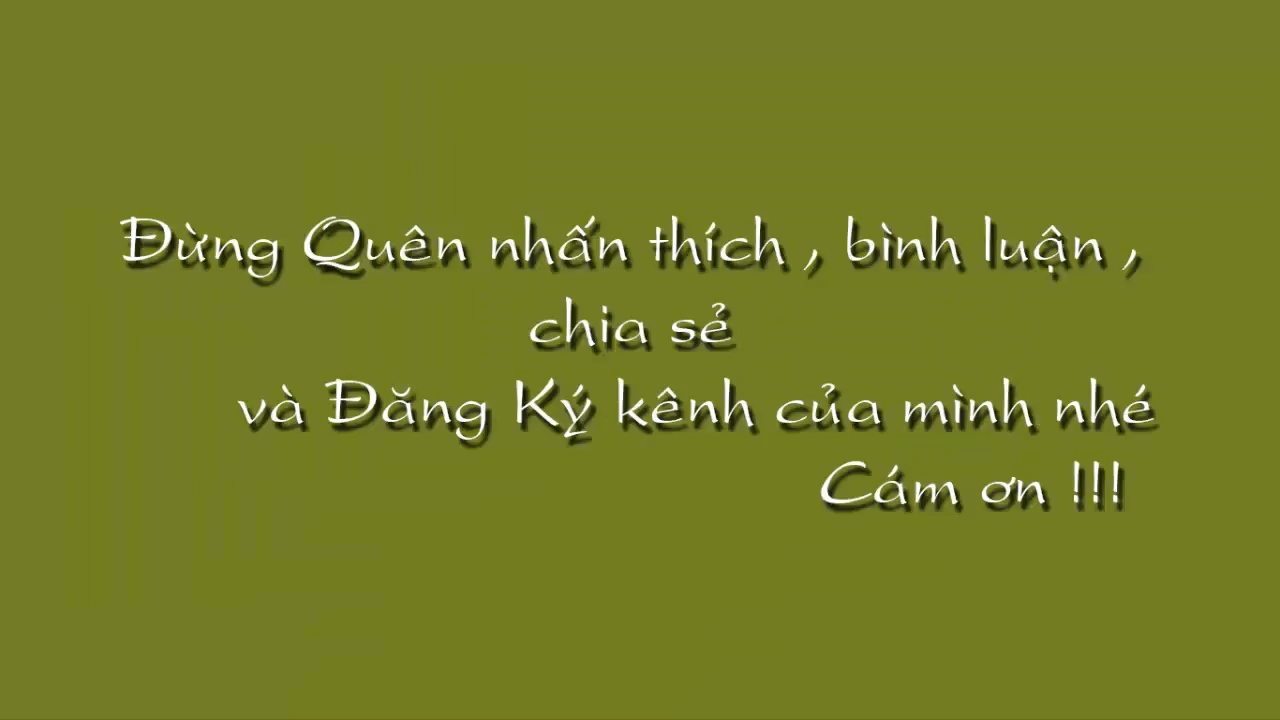 Đừng Quên nhấn thích , bình luận ,
chia sẻ
và Đăng Ký kênh của mình nhé
Cám ơn !!!